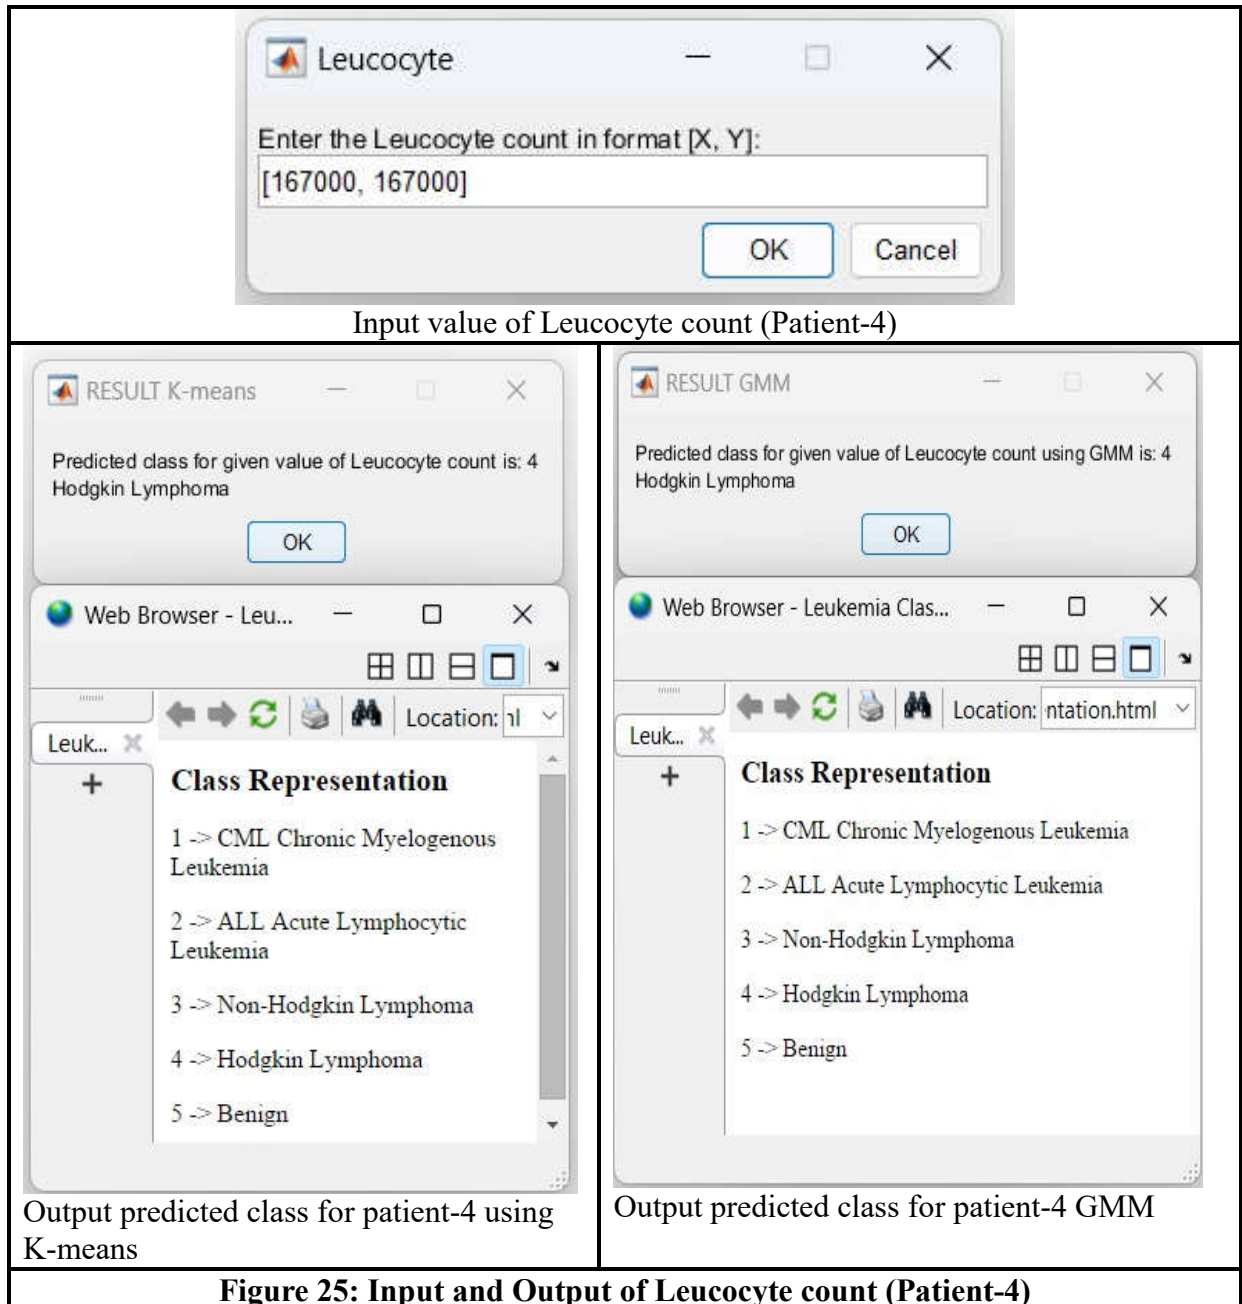 Leucocyte
Enter the Leucocyte count in format [X, Y]:
[167000, 167000]
OK Cancel
Input value of Leucocyte count (Patient-4)
RESULT K-means
Predicted class for given value of Leucocyte count is: 4
Hodgkin Lymphoma
OK
Web Browser - Leu...
Location: nl
Leuk...
Class Representation
1 -> CML Chronic Myelogenous
Leukemia
2 -> ALL Acute Lymphocytic
Leukemia
3 -> Non-Hodgkin Lymphoma
4 -> Hodgkin Lymphoma
5 -> Benign
Output predicted class for patient-4 using
K-means
RESULT GMM
Predicted class for given value of Leucocyte count using GMM is: 4
Hodgkin Lymphoma
OK
Web Browser - Leukemia Clas...
Location: ntation.html
Leuk...
Class Representation
1 -> CML Chronic Myelogenous Leukemia
2 -> ALL Acute Lymphocytic Leukemia
3 -> Non-Hodgkin Lymphoma
4 -> Hodgkin Lymphoma
5 -> Benign
Output predicted class for patient-4 GMM
Figure 25: Input and Output of Leucocyte count (Patient-4)